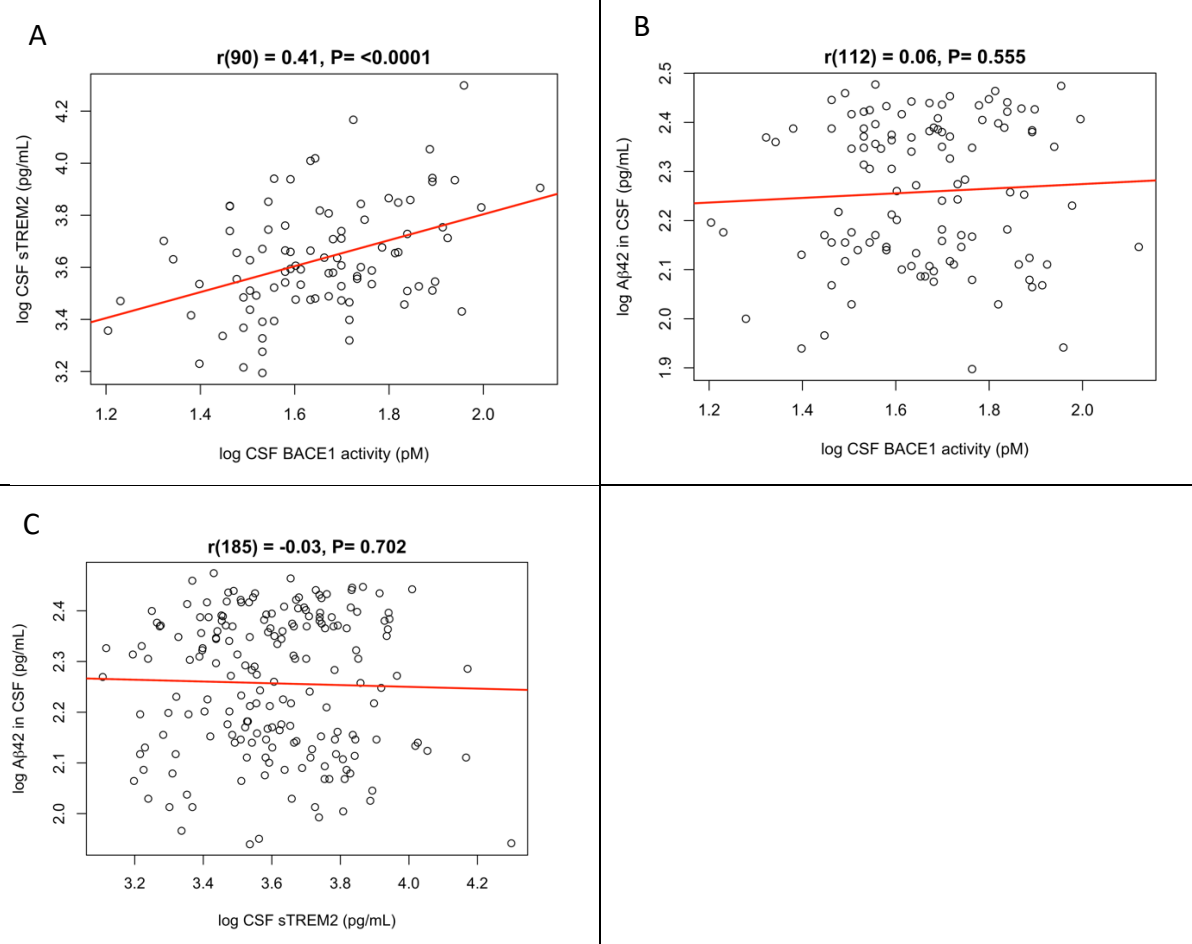 A
r(90) = 0.41, P= <0.0001
log CSF sTREM2 (pg/mL)
4.2
4.0
3.8
3.6
3.4
3.2
1.2 1.4 1.6 1.8 2.0
log CSF BACE1 activity (pM)
B
r(112) = 0.06, P= 0.555
log Aβ42 in CSF (pg/mL)
2.5
2.4
2.3
2.2
2.1
2.0
1.9
1.2 1.4 1.6 1.8 2.0
log CSF BACE1 activity (pM)
C
r(185) = -0.03, P= 0.702
log Aβ42 in CSF (pg/mL)
2.4
2.3
2.2
2.1
2.0
3.2 3.4 3.6 3.8 4.0 4.2
log CSF sTREM2 (pg/mL)